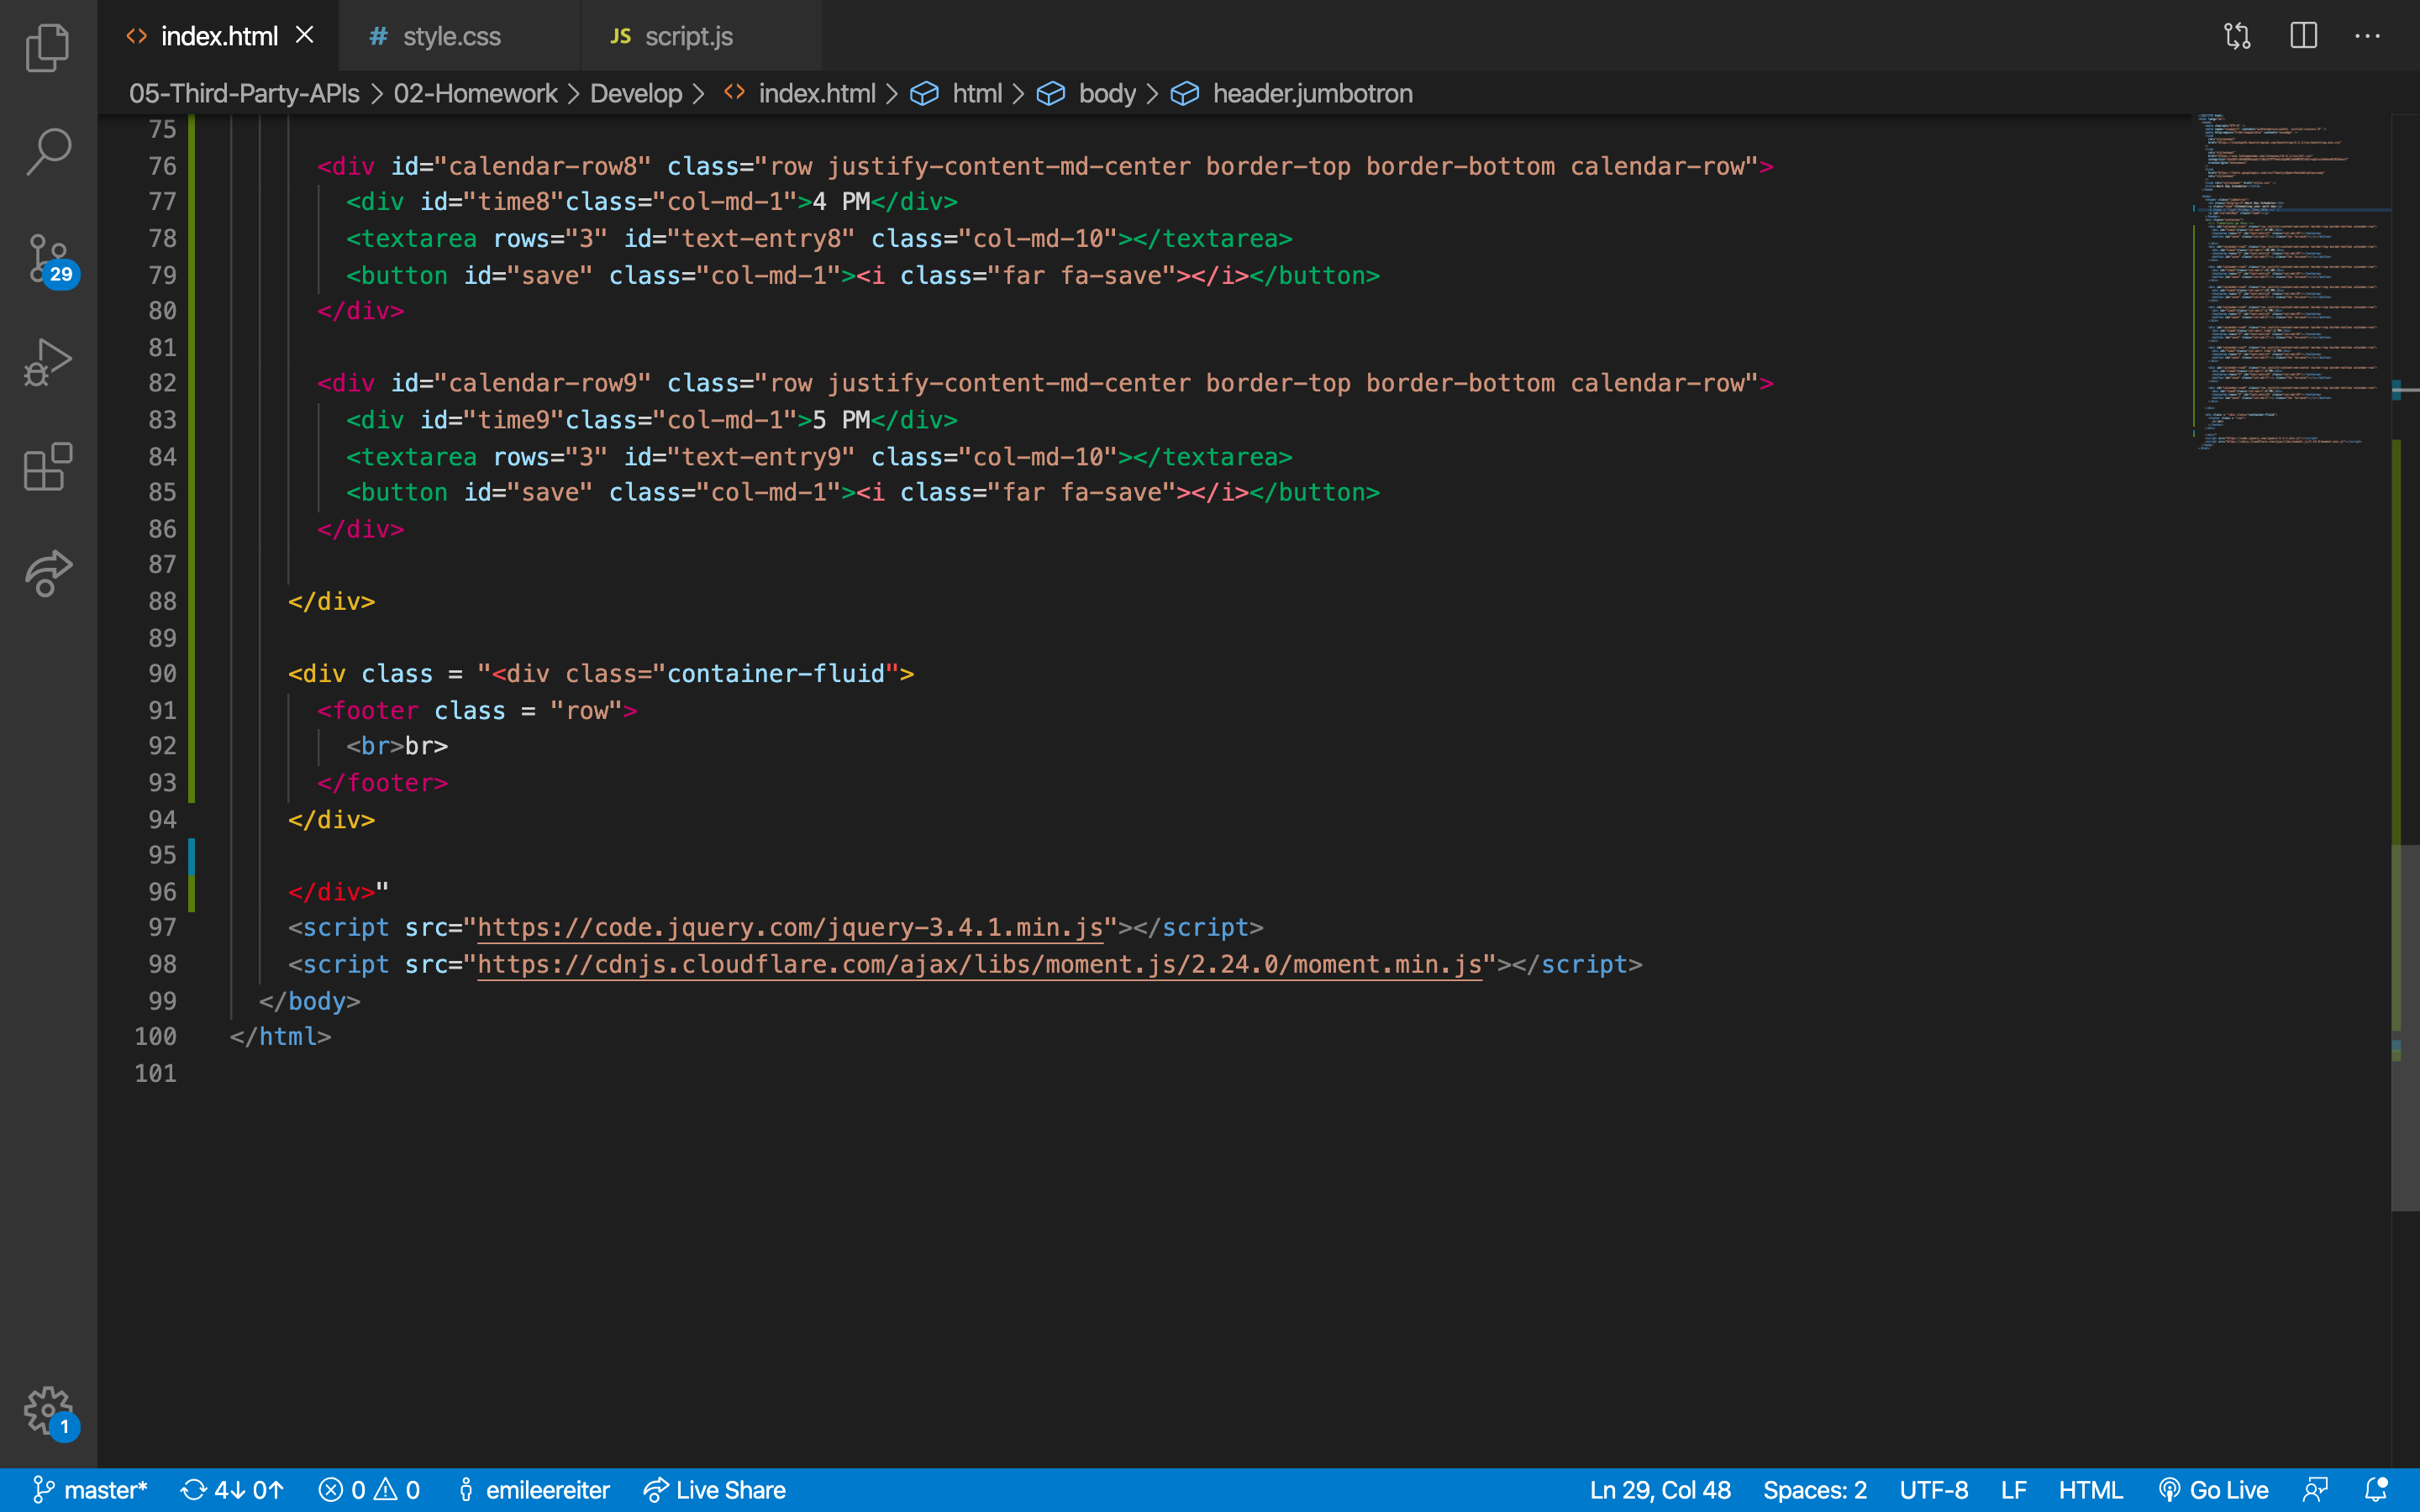 index.html
style.css
JS script.js
05-Third-Party-APIs > 02-Homework > Develop > index.html > html > body > header.jumbotron
75
76 <div id="calendar-row8" class="row justify-content-md-center border-top border-bottom calendar-row">
77 <div id="time8"class="col-md-1">4 PM</div>
78 <textarea rows="3" id="text-entry8" class="col-md-10"></textarea>
79 <button id="save" class="col-md-1"><i class="far fa-save"></i></button>
80 </div>
81
82 <div id="calendar-row9" class="row justify-content-md-center border-top border-bottom calendar-row">
83 <div id="time9"class="col-md-1">5 PM</div>
84 <textarea rows="3" id="text-entry9" class="col-md-10"></textarea>
85 <button id="save" class="col-md-1"><i class="far fa-save"></i></button>
86 </div>
87
88 </div>
89
90 <div class = "<div class="container-fluid">
91 <footer class = "row">
92 <br>br>
93 </footer>
94 </div>
95
96 </div>"
97 <script src="https://code.jquery.com/jquery-3.4.1.min.js"></script>
98 <script src="https://cdnjs.cloudflare.com/ajax/libs/moment.js/2.24.0/moment.min.js"></script>
99 </body>
100 </html>
101
29
1
master* 4↓ 0↑ 0 0 emileereiter Live Share Ln 29, Col 48 Spaces: 2 UTF-8 LF HTML Go Live